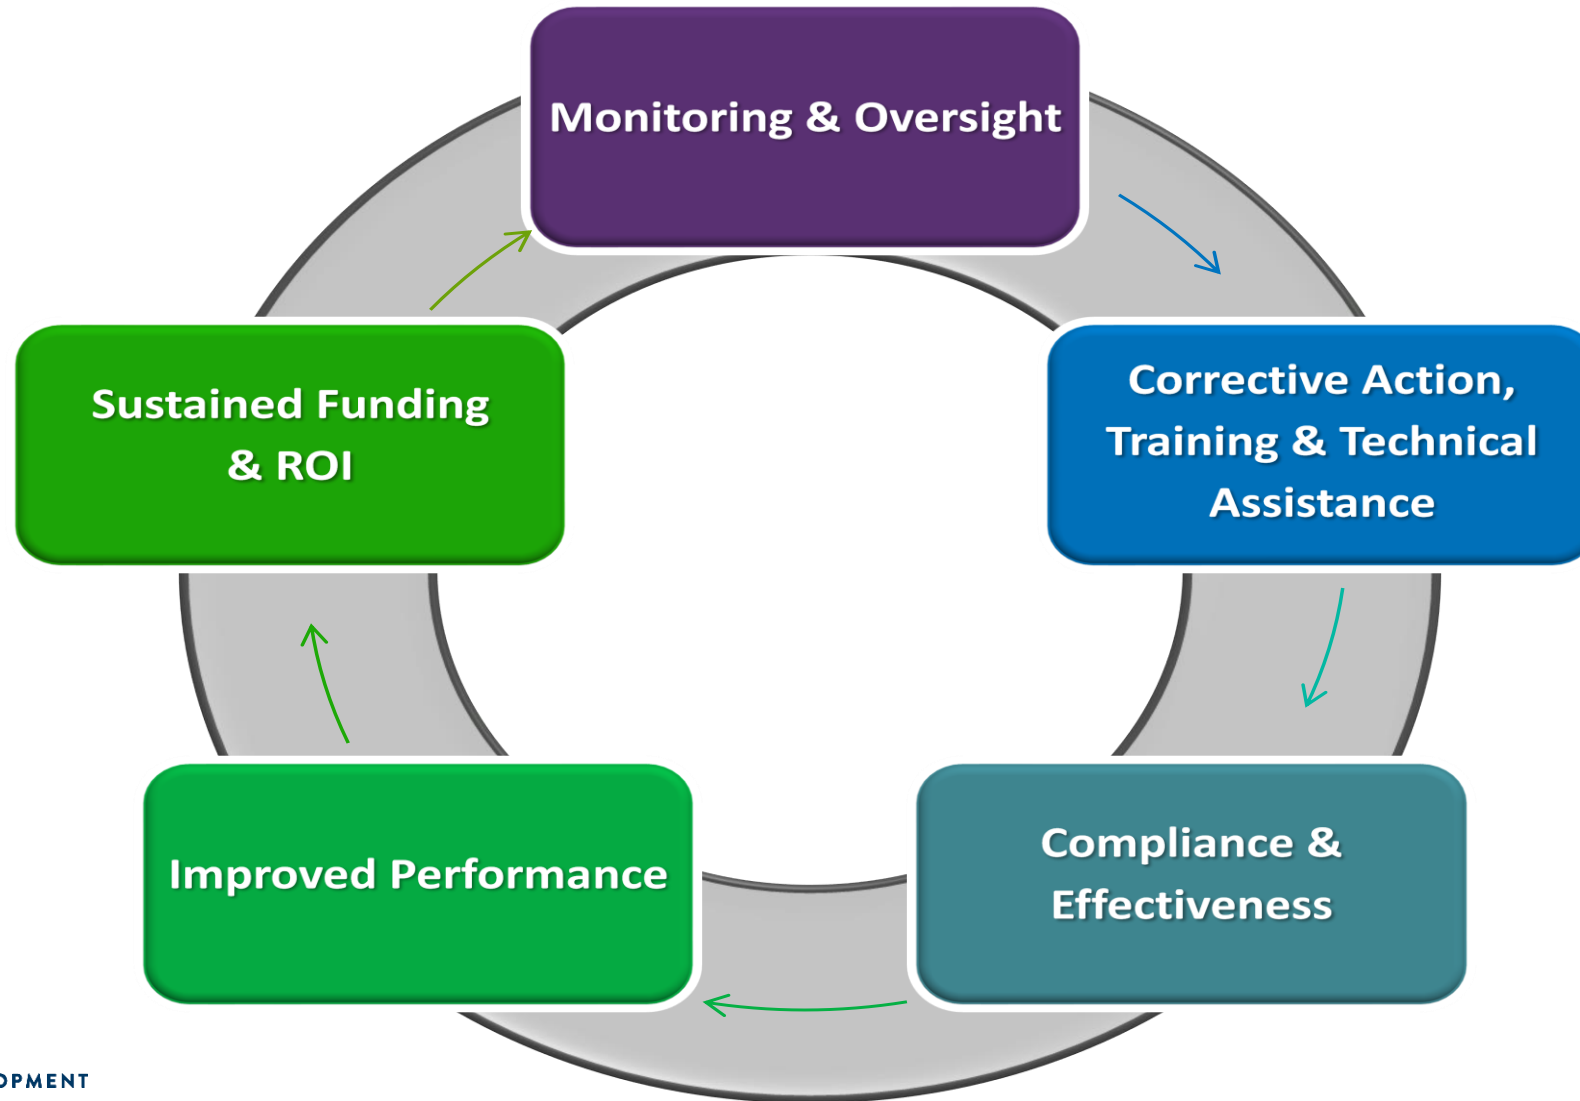 Monitoring & Oversight
Corrective Action,
Training & Technical
Assistance
Sustained Funding
& ROI
Compliance &
Effectiveness
Improved Performance
OPMENT